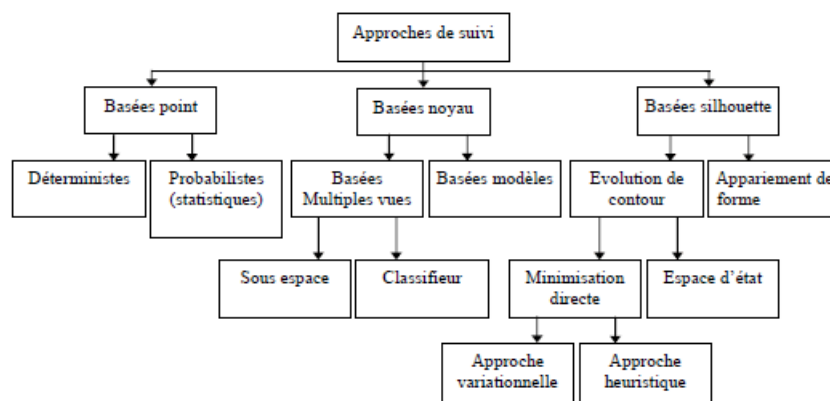 Approches de suivi
Basées point
Basées noyau
Basées silhouette
Déterministes
Probabilistes
(statistiques)
Basées
Multiples vues
Basées modèles
Evolution de
contour
Appariement de
forme
Sous espace
Classifieur
Minimisation
directe
Espace d’état
Approche
variationnelle
Approche
heuristique